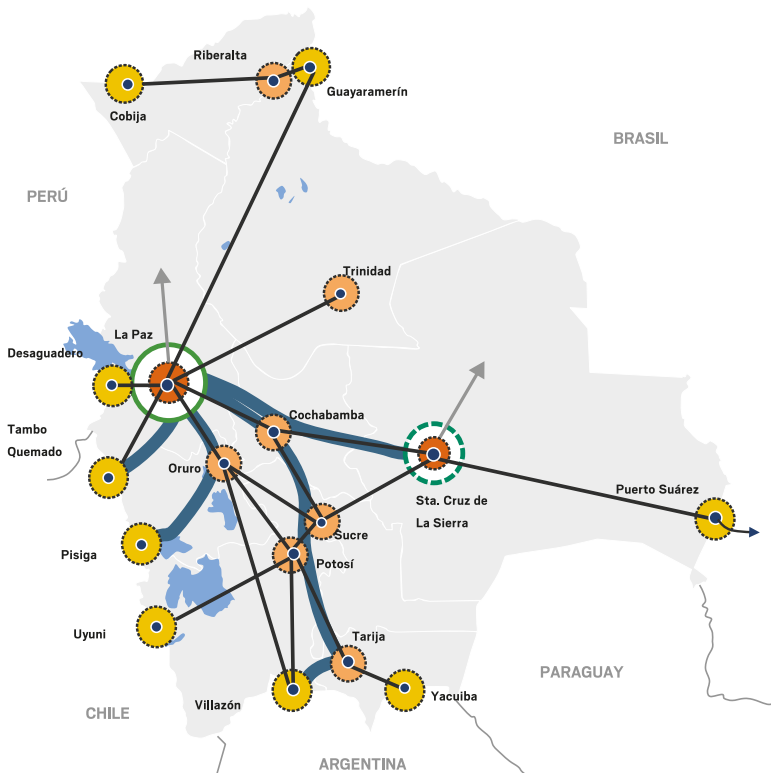 Riberalta
Guayaramerín
Cobija
BRASIL
PERÚ
Trinidad
La Paz
Desaguadero
Cochabamba
Tambo
Quemado
Oruro
Sta. Cruz de
La Sierra
Puerto Suárez
Sucre
Pisiga
Potosí
Uyuni
Tarija
PARAGUAY
Villazón
Yacuiba
CHILE
ARGENTINA